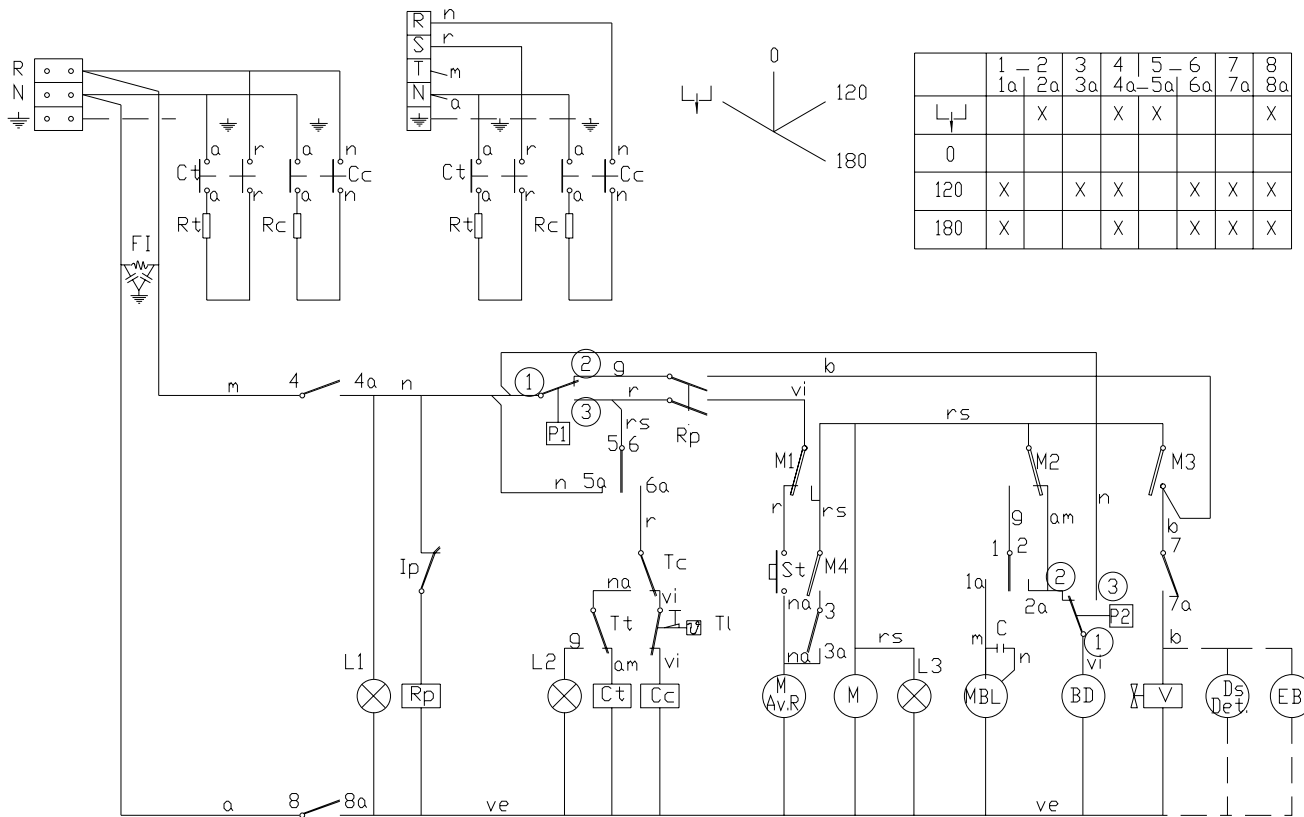 R n
S r
T m
N a
R
N
0
120
180
1 – 2 3 4 5 – 6 7 8
1a 2a 3a 4a–5a 6a 7a 8a
X X X X
0
120 X X X X X X
180 X X X X X
a r a n
Ct Cc
a r a n
Rt Rc
a r a n
Ct Cc
a r a n
Rt Rc
FI
m 4 4a n
1 2 g b
3 r vi
P1 rs Rp rs
5 6
n 5a 6a
r
M1 M2 M3
r rs g am n b
Ip Tc St M4 1 2 2 3 7
na vi na 3 1a 2a P2 7a
Tt T Tl
g am vi na 3a rs m C n 1 vi b
L1 Rp L2 Ct Cc M Av.R M L3 MBL BD V Ds Det. EB
a 8 8a ve ve